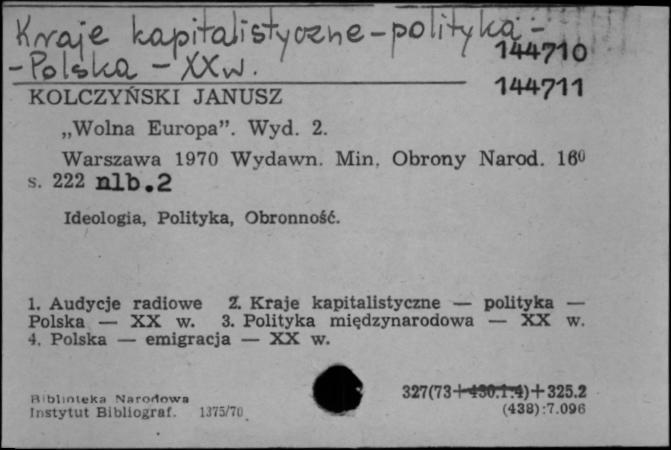 Kraje kapitalistyczne - polityka -
- Polska - XXw.
144710
144711
KOLCZYŃSKI JANUSZ
„Wolna Europa”. Wyd. 2.
Warszawa 1970 Wydawn. Min. Obrony Narod. 16⁰
s. 222 nlb.2
Ideologia, Polityka, Obronność.
1. Audycje radiowe 2. Kraje kapitalistyczne — polityka —
Polska — XX w. 3. Polityka międzynarodowa — XX w.
4. Polska — emigracja — XX w.
Biblioteka Narodowa
Instytut Bibliograf. 1375/70
327(73+430.1:4)+325.2
(438):7.096